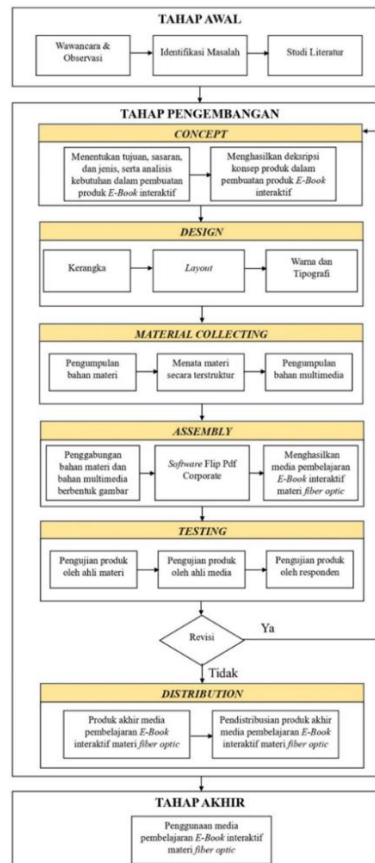 TAHAP AWAL
Wawancara &
Observasi
Identifikasi Masalah
Studi Literatur
TAHAP PENGEMBANGAN
CONCEPT
Menentukan tujuan, sasaran,
dan jenis, serta analisis
kebutuhan dalam pembuatan
produk E-Book interaktif
Menghasilkan deksripsi
konsep produk dalam
pembuatan produk E-Book
interaktif
DESIGN
Kerangka
Layout
Warna dan
Tipografi
MATERIAL COLLECTING
Pengumpulan
bahan materi
Menata materi
secara terstruktur
Pengumpulan
bahan multimedia
ASSEMBLY
Penggabungan
bahan materi dan
bahan multimedia
berbentuk gambar
Software Flip Pdf
Corporate
Menghasilkan
media pembelajaran
E-Book interaktif
materi fiber optic
TESTING
Pengujian produk
oleh ahli materi
Pengujian produk
oleh ahli media
Pengujian produk
oleh responden
Revisi
Ya
Tidak
DISTRIBUTION
Produk akhir media
pembelajaran E-Book
interaktif materi fiber optic
Pendistribusian produk akhir
media pembelajaran E-Book
interaktif materi fiber optic
TAHAP AKHIR
Penggunaan media
pembelajaran E-Book interaktif
materi fiber optic